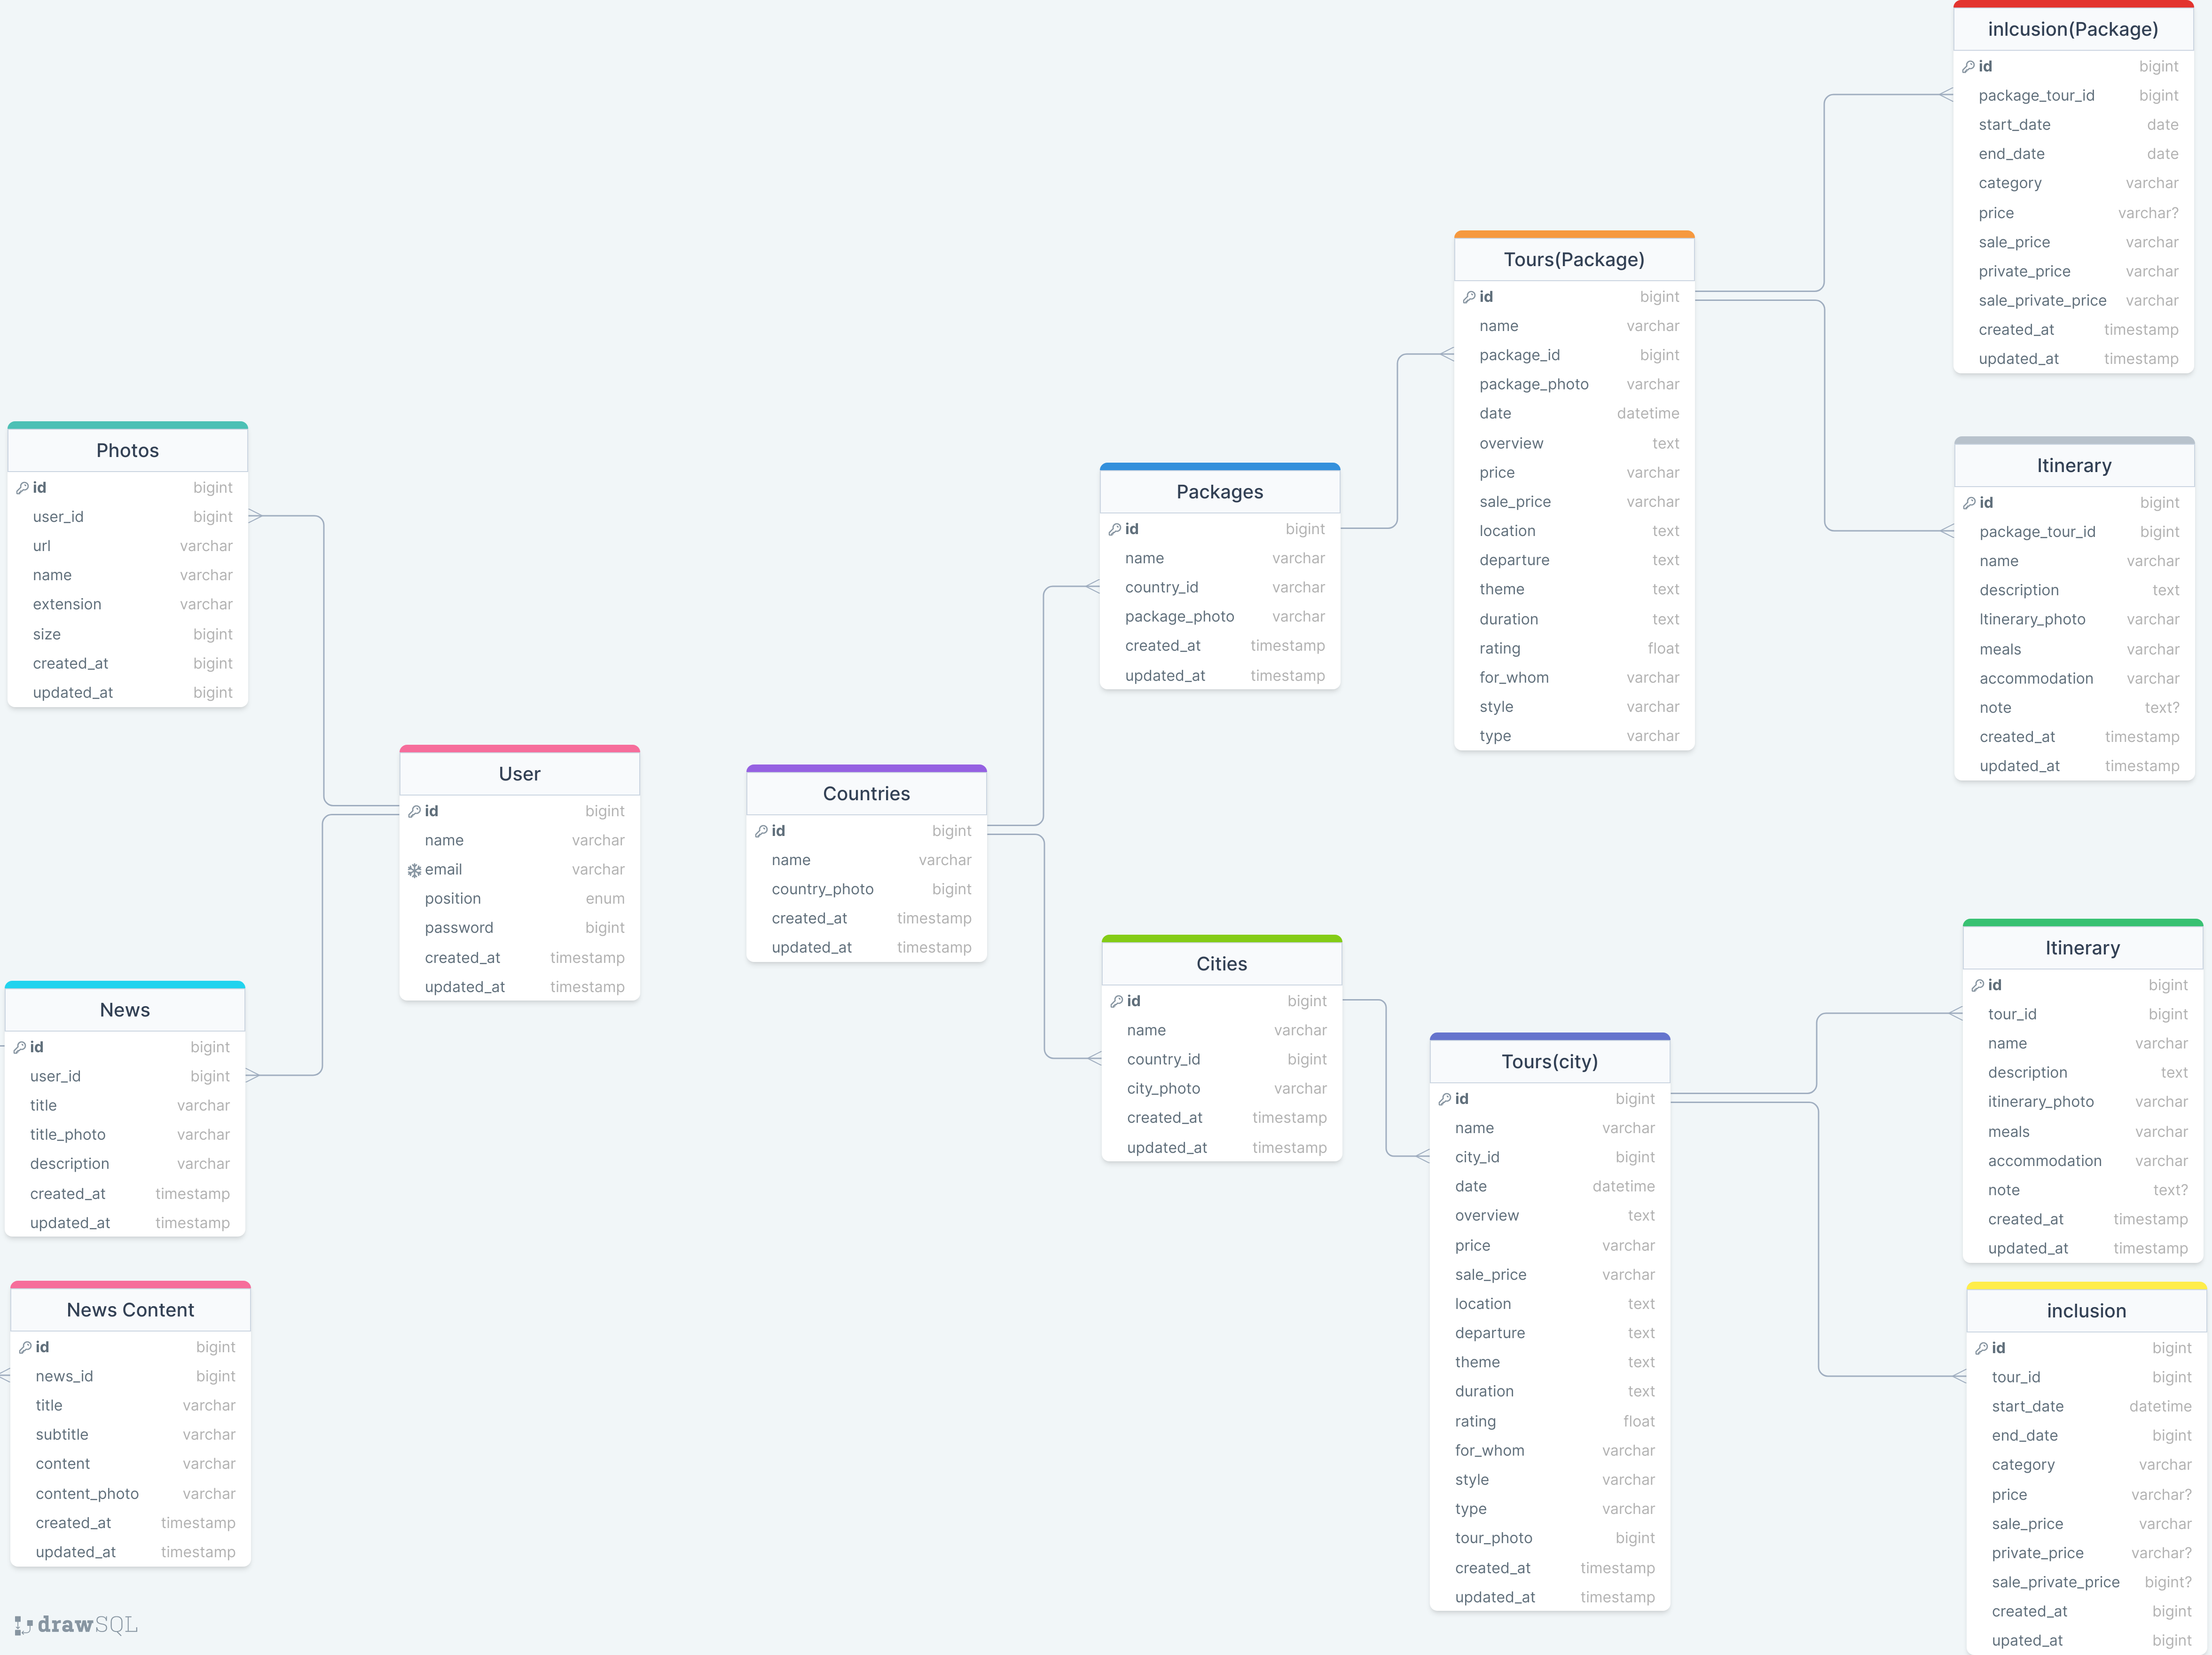 inlcusion(Package)
id bigint
package_tour_id bigint
start_date date
end_date date
category varchar
price varchar?
sale_price varchar
private_price varchar
sale_private_price varchar
created_at timestamp
updated_at timestamp
Tours(Package)
id bigint
name varchar
package_id bigint
package_photo varchar
date datetime
overview text
price varchar
sale_price varchar
location text
departure text
theme text
duration text
rating float
for_whom varchar
style varchar
type varchar
Photos
id bigint
user_id bigint
url varchar
name varchar
extension varchar
size bigint
created_at bigint
updated_at bigint
Packages
id bigint
name varchar
country_id varchar
package_photo varchar
created_at timestamp
updated_at timestamp
Itinerary
id bigint
package_tour_id bigint
name varchar
description text
Itinerary_photo varchar
meals varchar
accommodation varchar
note text?
created_at timestamp
updated_at timestamp
User
id bigint
name varchar
email varchar
position enum
password bigint
created_at timestamp
updated_at timestamp
Countries
id bigint
name varchar
country_photo bigint
created_at timestamp
updated_at timestamp
Cities
id bigint
name varchar
country_id bigint
city_photo varchar
created_at timestamp
updated_at timestamp
Itinerary
id bigint
tour_id bigint
name varchar
description text
itinerary_photo varchar
meals varchar
accommodation varchar
note text?
created_at timestamp
updated_at timestamp
News
id bigint
user_id bigint
title varchar
title_photo varchar
description varchar
created_at timestamp
updated_at timestamp
Tours(city)
id bigint
name varchar
city_id bigint
date datetime
overview text
price varchar
sale_price varchar
location text
departure text
theme text
duration text
rating float
for_whom varchar
style varchar
type varchar
tour_photo bigint
created_at timestamp
updated_at timestamp
News Content
id bigint
news_id bigint
title varchar
subtitle varchar
content varchar
content_photo varchar
created_at timestamp
updated_at timestamp
inclusion
id bigint
tour_id bigint
start_date datetime
end_date bigint
category varchar
price varchar?
sale_price varchar
private_price varchar?
sale_private_price bigint?
created_at bigint
upated_at bigint
drawSQL